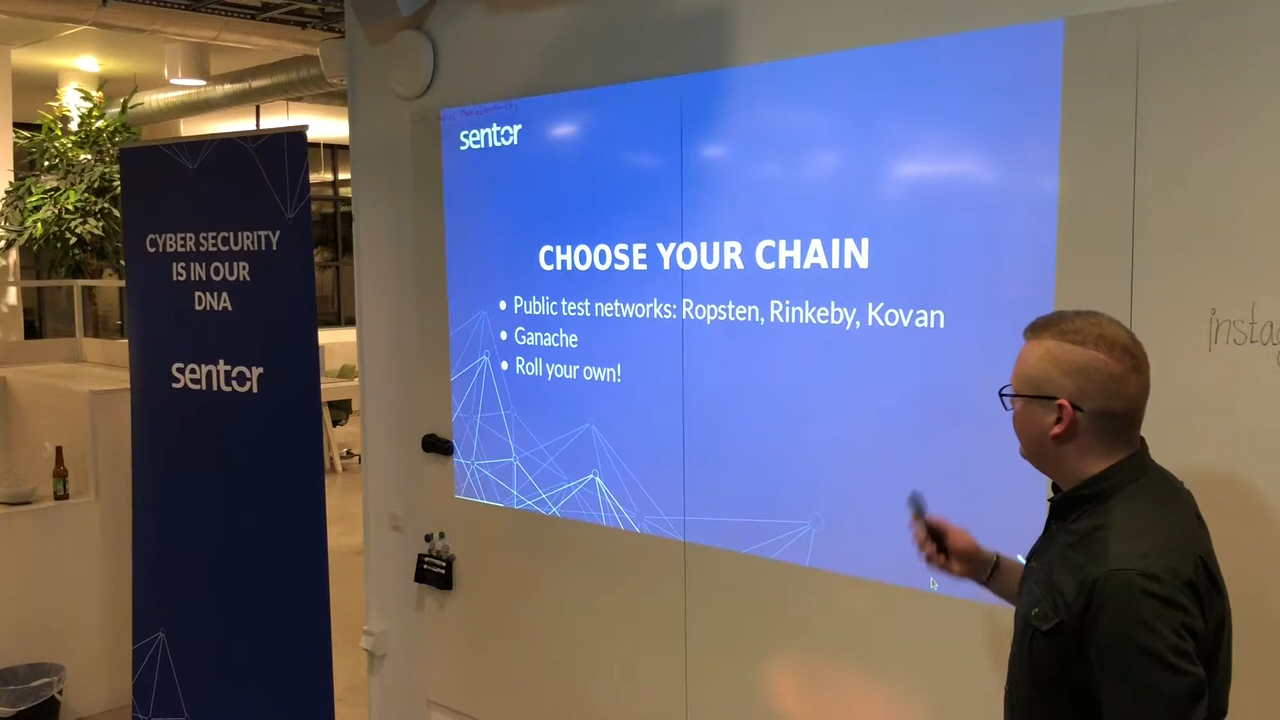 CYBER SECURITY
IS IN OUR
DNA
sentor
sentor
CHOOSE YOUR CHAIN
• Public test networks: Ropsten, Rinkeby, Kovan
• Ganache
• Roll your own!